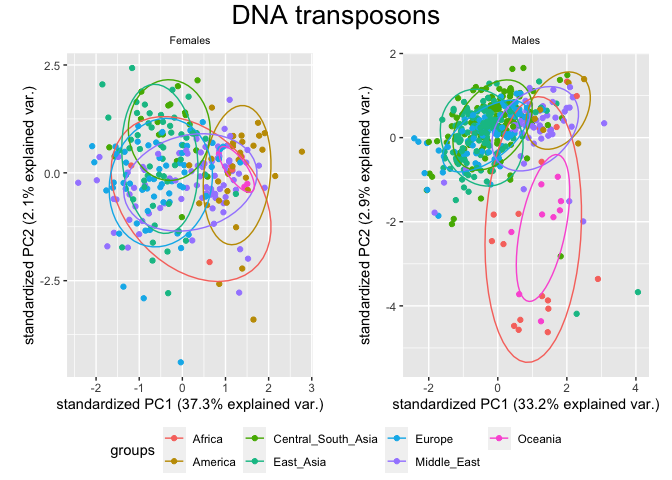 DNA transposons
Females
Males
2.5
0.0
-2.5
standardized PC2 (2.1% explained var.)
-2 -1 0 1 2 3
standardized PC1 (37.3% explained var.)
2
0
-2
-4
standardized PC2 (2.9% explained var.)
-2 0 2 4
standardized PC1 (33.2% explained var.)
groups
Africa Central_South_Asia Europe Oceania
America East_Asia Middle_East